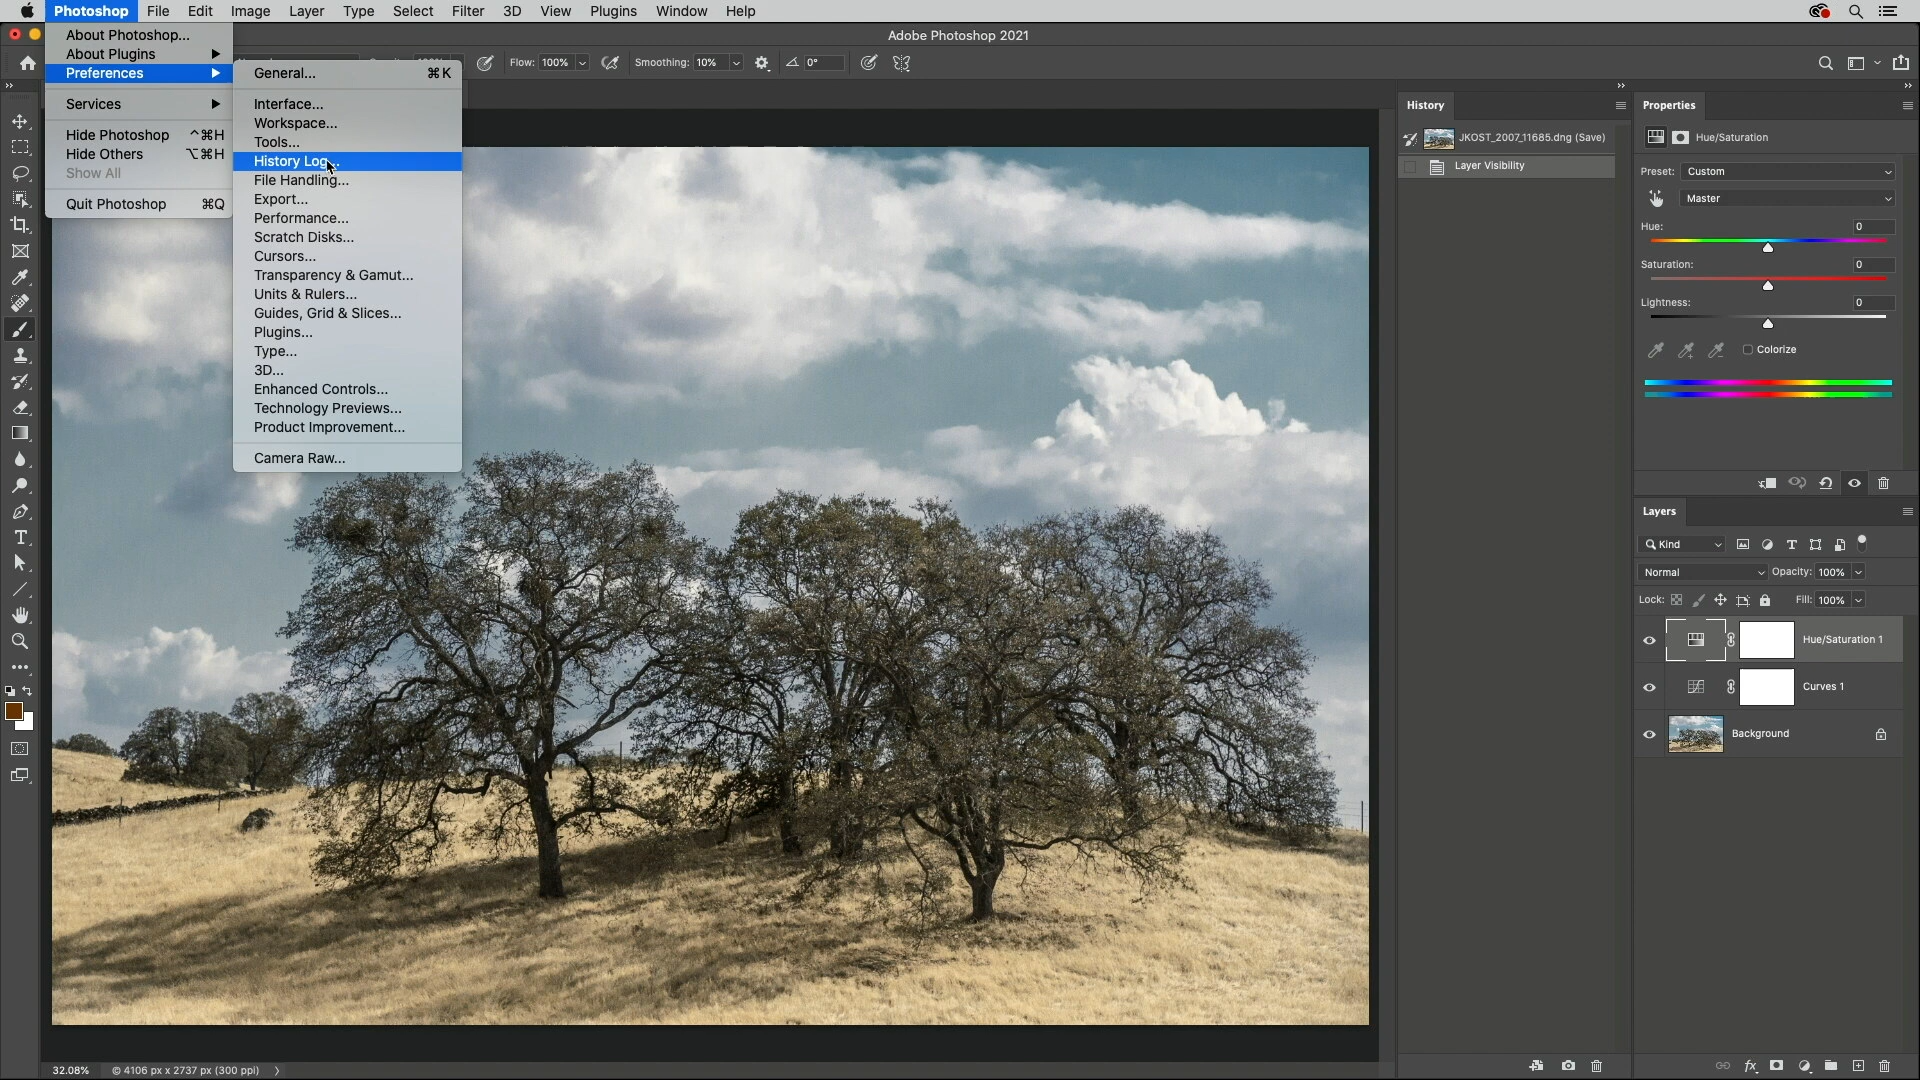 Photoshop File Edit Image Layer Type Select Filter 3D View Plugins Window Help
Adobe Photoshop 2021
Flow: 100% Smoothing: 10% 0°
About Photoshop...
About Plugins
Preferences
Services
Hide Photoshop ^⌘H
Hide Others ⌥⌘H
Show All
Quit Photoshop ⌘Q
General... ⌘K
Interface...
Workspace...
Tools...
History Log...
File Handling...
Export...
Performance...
Scratch Disks...
Cursors...
Transparency & Gamut...
Units & Rulers...
Guides, Grid & Slices...
Plugins...
Type...
3D...
Enhanced Controls...
Technology Previews...
Product Improvement...
Camera Raw...
History
JKOST_2007_11685.dng (Save)
Layer Visibility
Properties
Hue/Saturation
Preset: Custom
Master
Hue: 0
Saturation: 0
Lightness: 0
Colorize
Layers
Kind
Normal Opacity: 100%
Lock: Fill: 100%
Hue/Saturation 1
Curves 1
Background
32.08% © 4106 px x 2737 px (300 ppi)